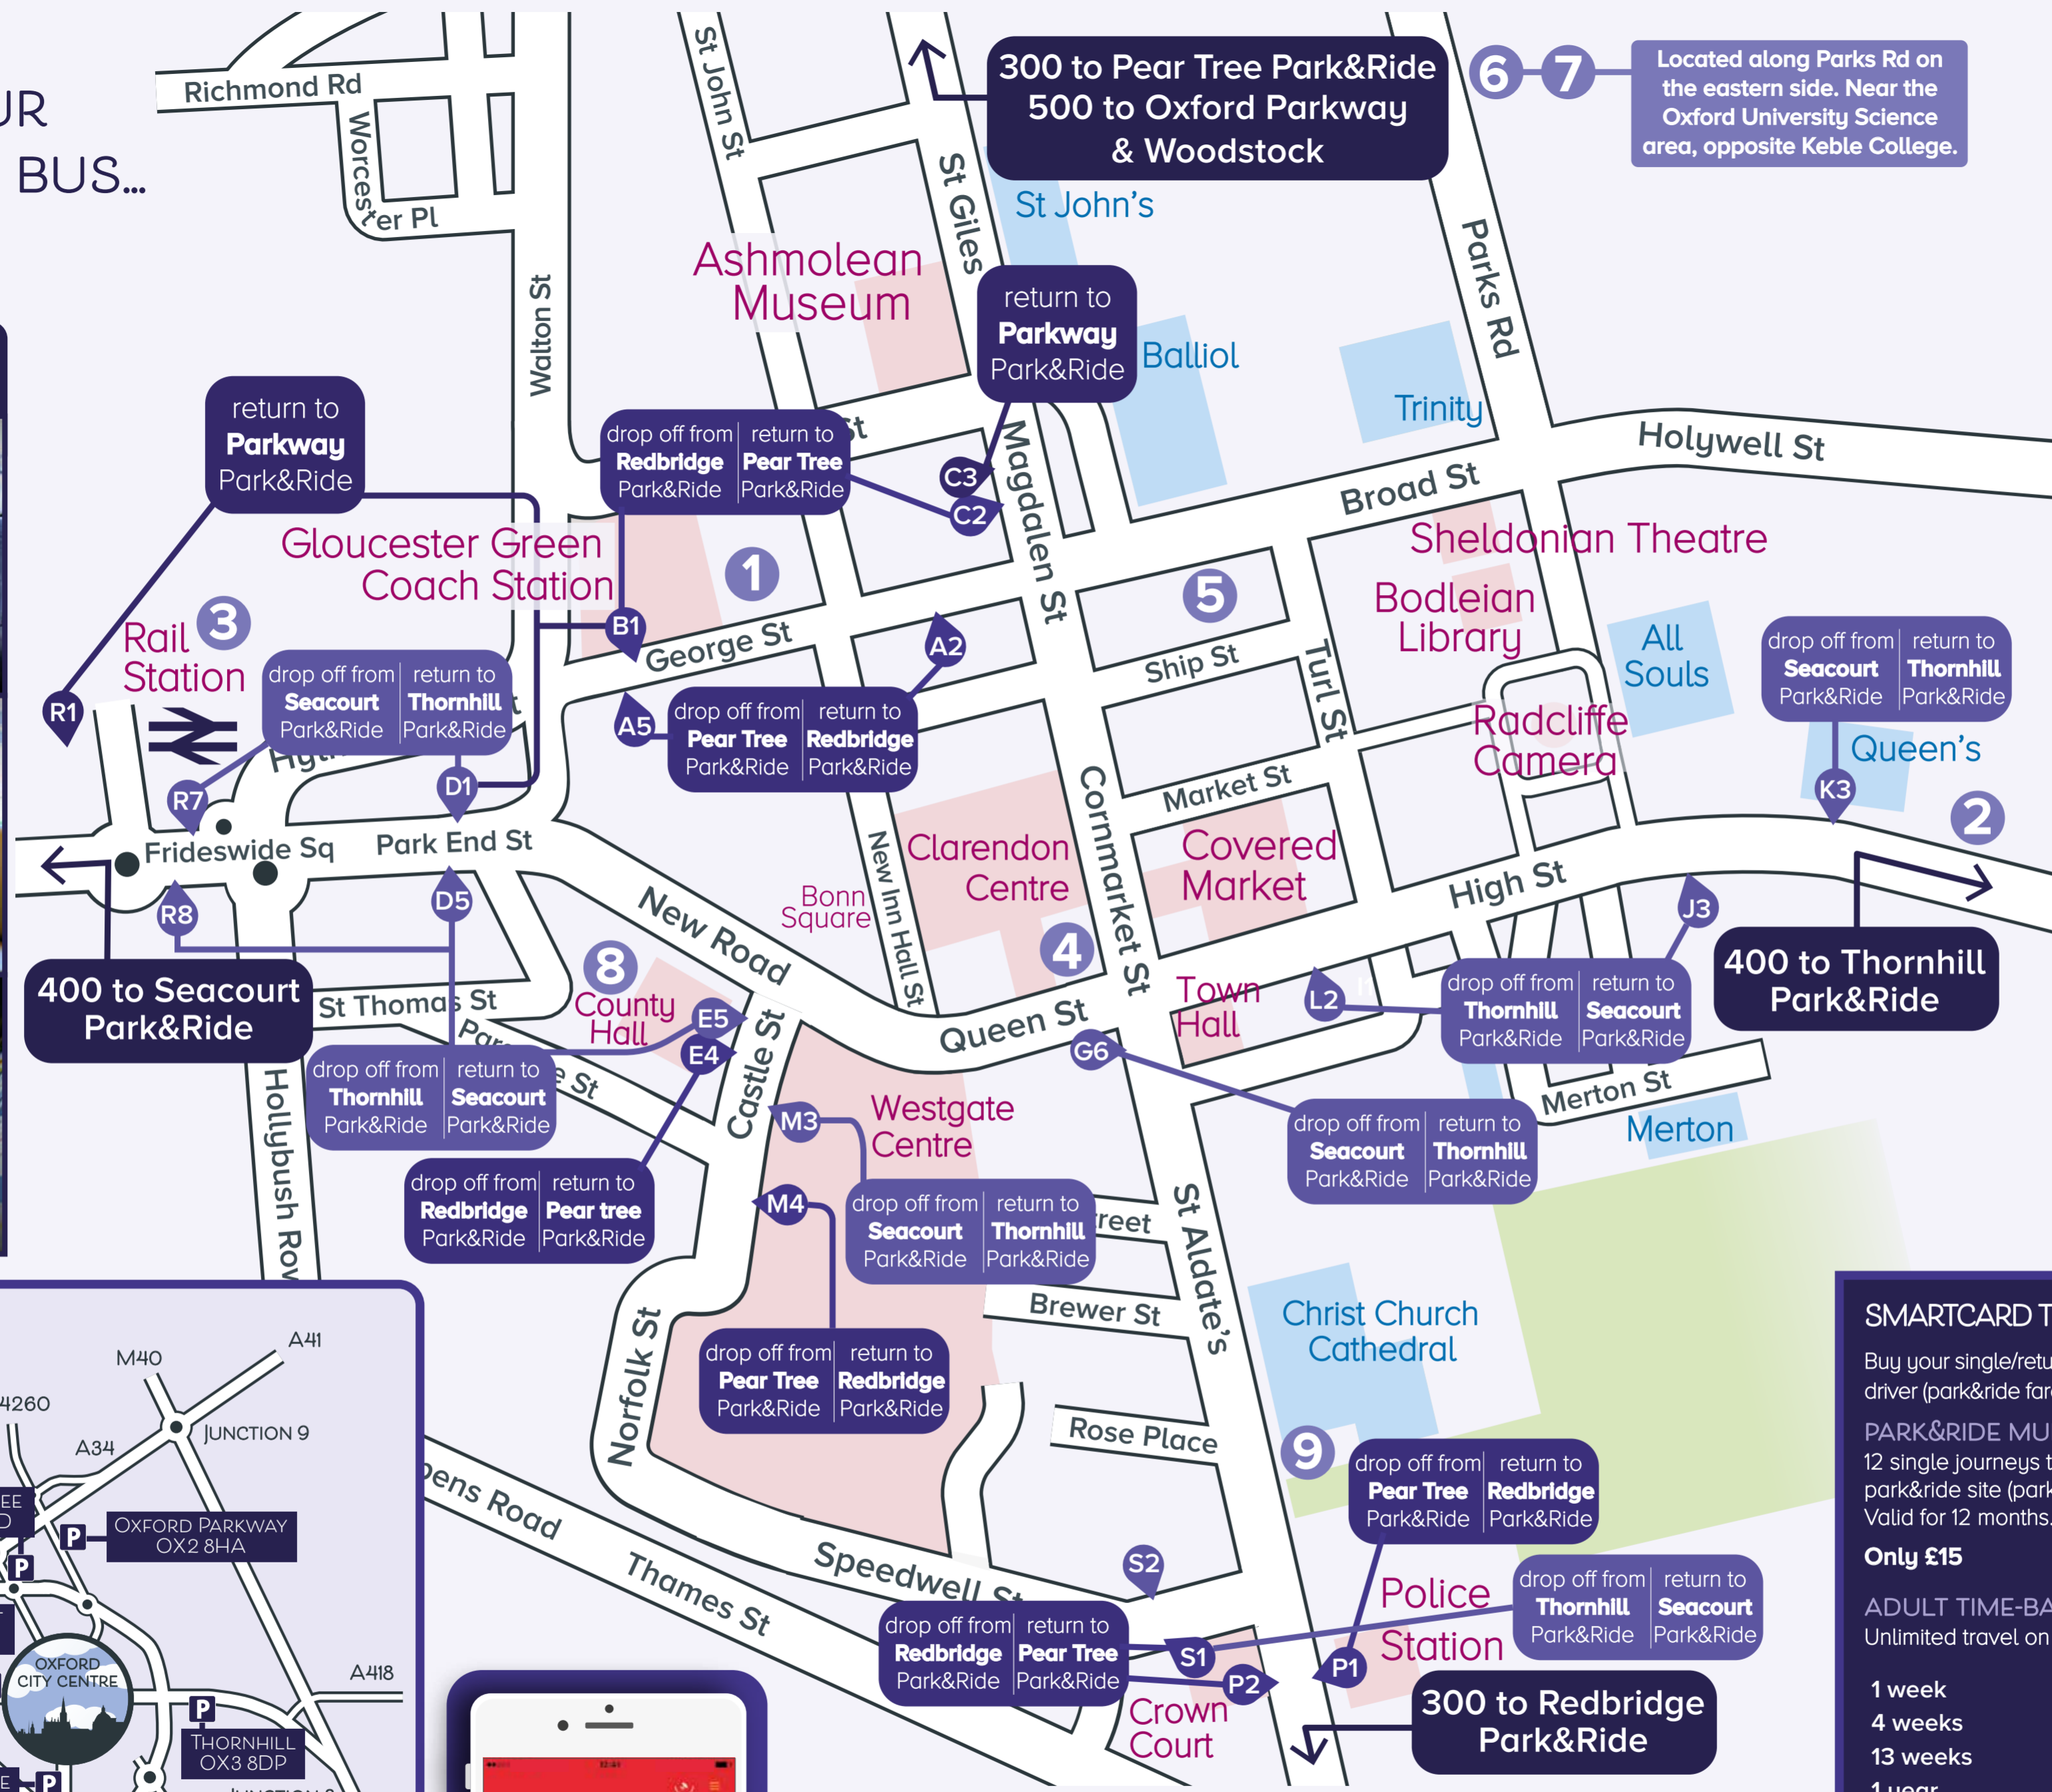 UR
BUS...
Richmond Rd
Worcester Pl
Walton St
St John St
St Giles
300 to Pear Tree Park&Ride
500 to Oxford Parkway
& Woodstock
6
7
Located along Parks Rd on
the eastern side. Near the
Oxford University Science
area, opposite Keble College.
St John's
Parks Rd
Ashmolean
Museum
return to
Parkway
Park&Ride
Balliol
Trinity
Holywell St
Broad St
return to
Parkway
Park&Ride
drop off from
Redbridge
Park&Ride
return to
Pear Tree
Park&Ride
St
C3
C2
Magdalen St
Gloucester Green
Coach Station
1
5
Sheldonian Theatre
Bodleian
Library
All
Souls
B1
George St
A2
Ship St
Turl St
Rail
Station
3
R1
drop off from
Seacourt
Park&Ride
return to
Thornhill
Park&Ride
A5
drop off from
Pear Tree
Park&Ride
return to
Redbridge
Park&Ride
drop off from
Seacourt
Park&Ride
return to
Thornhill
Park&Ride
Radcliffe
Camera
Queen's
K3
2
R7
D1
Frideswide Sq
Park End St
Market St
Cornmarket St
Clarendon
Centre
Covered
Market
New Inn Hall St
Bonn
Square
High St
J3
R8
D5
New Road
8
4
400 to Seacourt
Park&Ride
St Thomas St
County
Hall
E5
E4
Castle St
Queen St
Town
Hall
L2
drop off from
Thornhill
Park&Ride
return to
Seacourt
Park&Ride
400 to Thornhill
Park&Ride
G6
Merton St
Merton
Hollybush Row
drop off from
Thornhill
Park&Ride
return to
Seacourt
Park&Ride
e St
M3
Westgate
Centre
drop off from
Seacourt
Park&Ride
return to
Thornhill
Park&Ride
drop off from
Redbridge
Park&Ride
return to
Pear tree
Park&Ride
M4
drop off from
Seacourt
Park&Ride
return to
Thornhill
Park&Ride
reet
St Aldate's
Brewer St
Christ Church
Cathedral
Norfolk St
drop off from
Pear Tree
Park&Ride
return to
Redbridge
Park&Ride
Rose Place
9
drop off from
Pear Tree
Park&Ride
return to
Redbridge
Park&Ride
pens Road
Thames St
Speedwell St
S2
drop off from
Redbridge
Park&Ride
return to
Pear Tree
Park&Ride
S1
P2
P1
Police
Station
drop off from
Thornhill
Park&Ride
return to
Seacourt
Park&Ride
Crown
Court
300 to Redbridge
Park&Ride
A41
M40
4260
A34
JUNCTION 9
EE
D
P
OXFORD PARKWAY
OX2 8HA
P
OXFORD
CITY CENTRE
A418
P
THORNHILL
OX3 8DP
E
P
SMARTCARD T
Buy your single/retu
driver (park&ride far
PARK&RIDE MU
12 single journeys t
park&ride site (park
Valid for 12 months.
Only £15
ADULT TIME-BA
Unlimited travel on
1 week
4 weeks
13 weeks
1 year